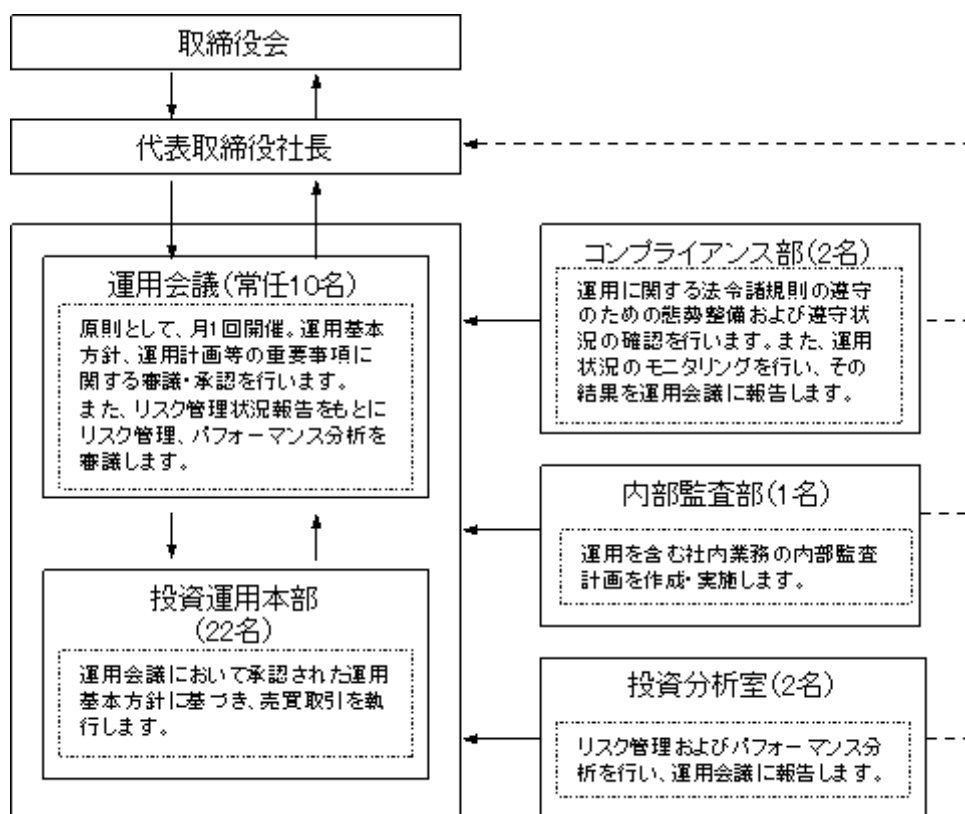 取締役会
代表取締役社長
運用会議(常任10名)
原則として、月1回開催。運用基本
方針、運用計画等の重要事項に
関する審議・承認を行います。
また、リスク管理状況報告をもとに
リスク管理、パフォーマンス分析を
審議します。
投資運用本部
(22名)
運用会議において承認された運用
基本方針に基づき、売買取引を執
行します。
コンプライアンス部(2名)
運用に関する法令諸規則の遵守
のための態勢整備および遵守状
況の確認を行います。また、運用
状況のモニタリングを行い、その
結果を運用会議に報告します。
内部監査部(1名)
運用を含む社内業務の内部監査
計画を作成・実施します。
投資分析室(2名)
リスク管理およびパフォーマンス分
析を行い、運用会議に報告します。